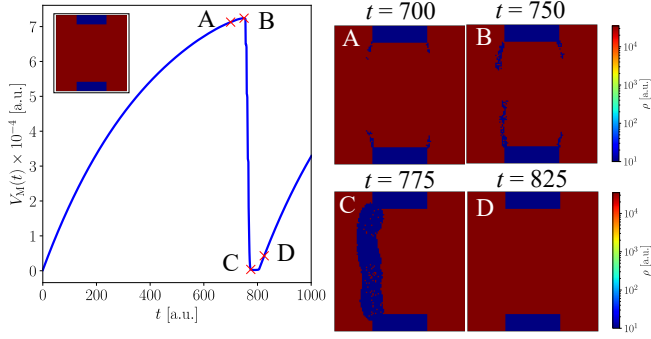 V_M(t) × 10^{-4} [a.u.]
7
6
5
4
3
2
1
0
0
200
400
600
800
1000
t [a.u.]
A
B
C
D
t = 700
t = 750
A
B
10^4
10^3
10^2
10^1
ρ [a.u.]
t = 775
t = 825
C
D
10^4
10^3
10^2
10^1
ρ [a.u.]